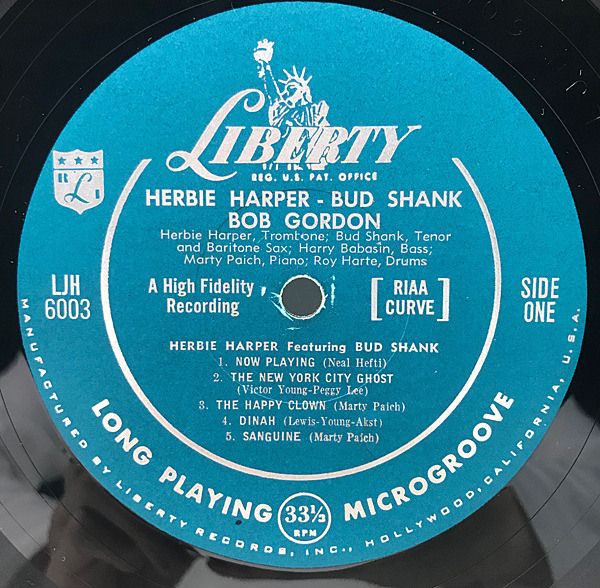 LIBERTY
REG. U.S. PAT. OFFICE
HERBIE HARPER - BUD SHANK
BOB GORDON
Herbie Harper, Trombone; Bud Shank, Tenor
and Baritone Sax; Harry Babasin, Bass;
Marty Paich, Piano; Roy Harte, Drums
LJH
6003
A High Fidelity
Recording
[RIAA
CURVE]
SIDE
ONE
HERBIE HARPER Featuring BUD SHANK
1. NOW PLAYING (Neal Hefti)
2. THE NEW YORK CITY GHOST
(Victor Young-Peggy Lee)
3. THE HAPPY CLOWN (Marty Paich)
4. DINAH (Lewis-Young-Akst)
5. SANGUINE (Marty Paich)
LONG PLAYING 33⅓ RPM MICROGROOVE
MANUFACTURED BY LIBERTY RECORDS, INC., HOLLYWOOD, CALIFORNIA, U.S.A.